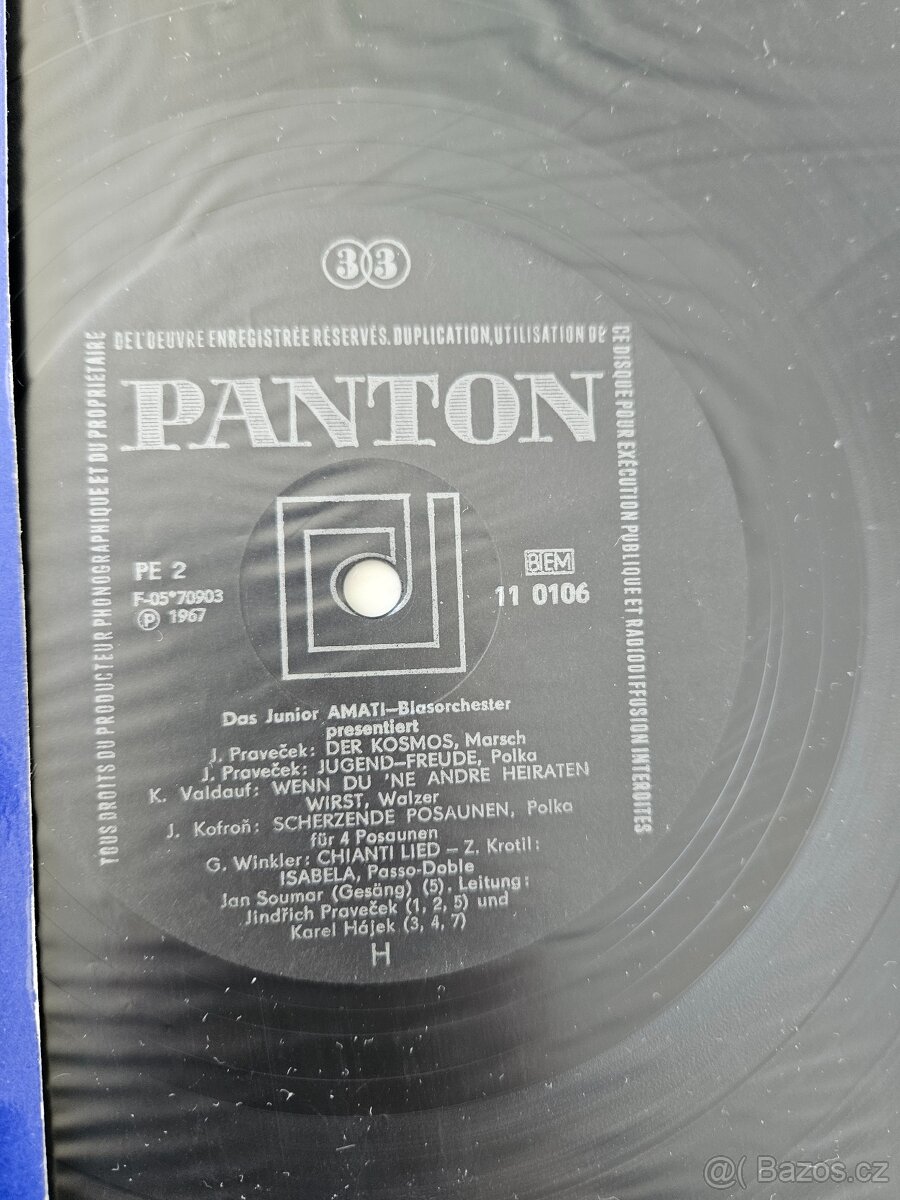 33
TOUS DROITS DU PRODUCTEUR PHONOGRAPHIQUE ET DU PROPRIÉTAIRE
DE L'OEUVRE ENREGISTRÉE RÉSERVÉS. DUPLICATION, UTILISATION DE
CE DISQUE POUR EXÉCUTION PUBLIQUE ET RADIODIFFUSION INTERDITES
PANTON
PE 2
F-05*70903
Ⓟ 1967
BIEM
11 0106
Das Junior AMATI-Blasorchester
presentiert
J. Praveček: DER KOSMOS, Marsch
J. Praveček: JUGEND-FREUDE, Polka
K. Valdauf: WENN DU 'NE ANDRE HEIRATEN
WIRST, Walzer
J. Kofroň: SCHERZENDE POSAUNEN, Polka
für 4 Posaunen
G. Winkler: CHIANTI LIED – Z. Krotil:
ISABELA, Passo-Doble
Jan Soumar (Gesäng) (5), Leitung:
Jindřich Praveček (1, 2, 5) und
Karel Hájek (3, 4, 7)
H
@( Bazoš.cz